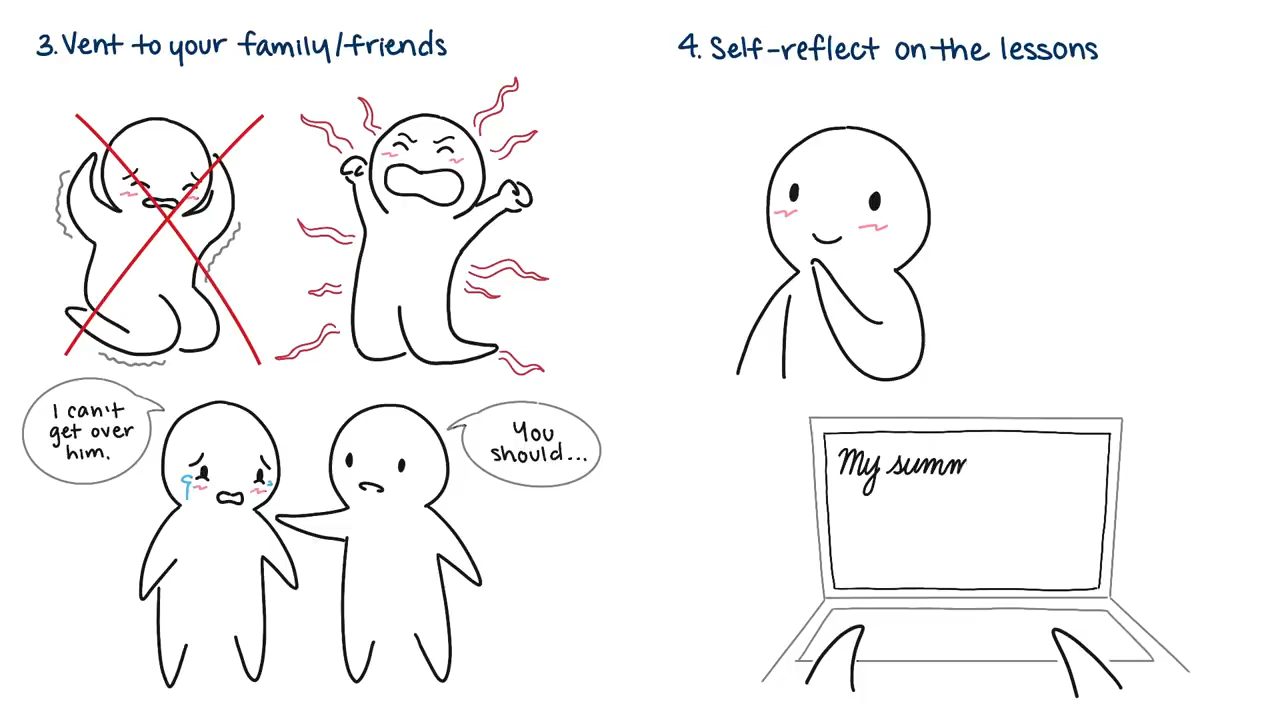 3. Vent to your family/friends
I can't
get over
him.
You
should...
4. Self-reflect on the lessons
My summ